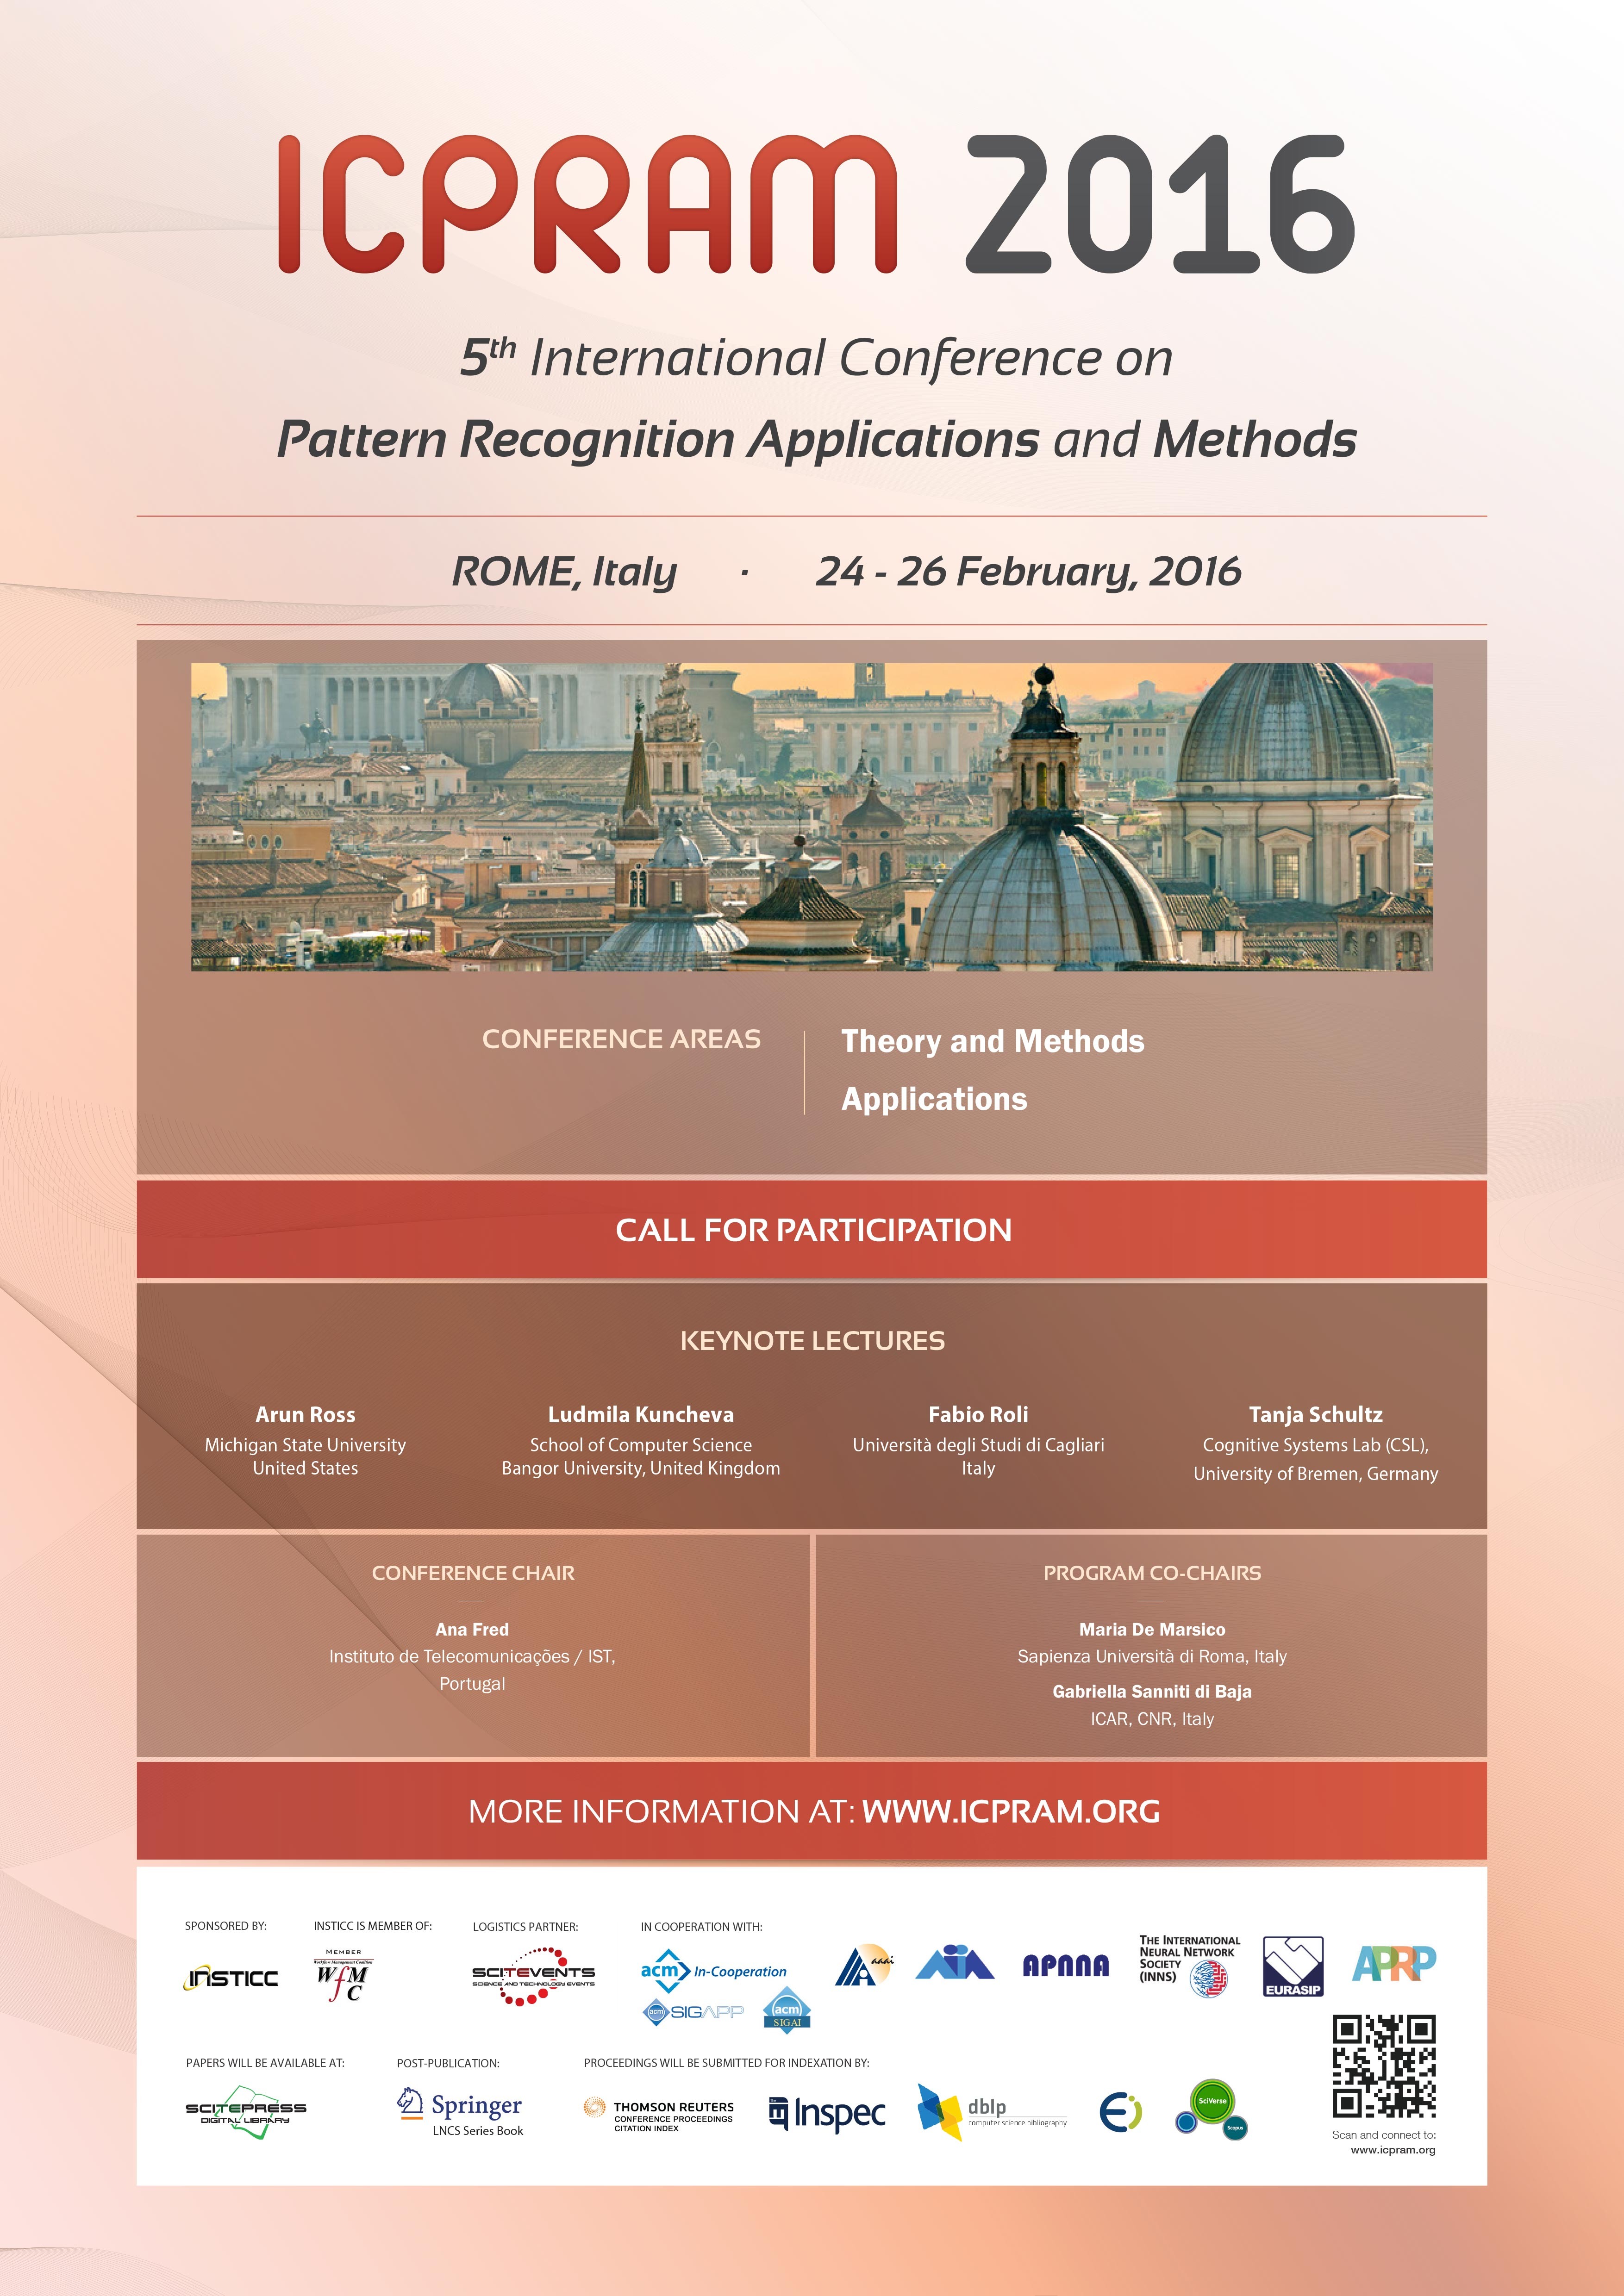 ICPRAM 2016
5th International Conference on
Pattern Recognition Applications and Methods
ROME, Italy · 24 - 26 February, 2016
CONFERENCE AREAS
Theory and Methods
Applications
CALL FOR PARTICIPATION
KEYNOTE LECTURES
Arun Ross
Michigan State University
United States
Ludmila Kuncheva
School of Computer Science
Bangor University, United Kingdom
Fabio Roli
Università degli Studi di Cagliari
Italy
Tanja Schultz
Cognitive Systems Lab (CSL),
University of Bremen, Germany
CONFERENCE CHAIR
Ana Fred
Instituto de Telecomunicações / IST,
Portugal
PROGRAM CO-CHAIRS
Maria De Marsico
Sapienza Università di Roma, Italy
Gabriella Sanniti di Baja
ICAR, CNR, Italy
MORE INFORMATION AT: WWW.ICPRAM.ORG
SPONSORED BY:
INSTICC
INSTICC IS MEMBER OF:
MEMBER
Workflow Management Coalition
WfMC
LOGISTICS PARTNER:
SCITEVENTS
SCIENCE AND TECHNOLOGY EVENTS
IN COOPERATION WITH:
acm In-Cooperation
acm SIGAPP
acm
SIGAI
aaai
APNNA
THE INTERNATIONAL
NEURAL NETWORK
SOCIETY
(INNS)
EURASIP
APRP
PAPERS WILL BE AVAILABLE AT:
SCITEPRESS
DIGITAL LIBRARY
POST-PUBLICATION:
Springer
LNCS Series Book
PROCEEDINGS WILL BE SUBMITTED FOR INDEXATION BY:
THOMSON REUTERS
CONFERENCE PROCEEDINGS
CITATION INDEX
Inspec
dblp
computer science bibliography
Ei
SciVerse
Scopus
Scan and connect to:
www.icpram.org